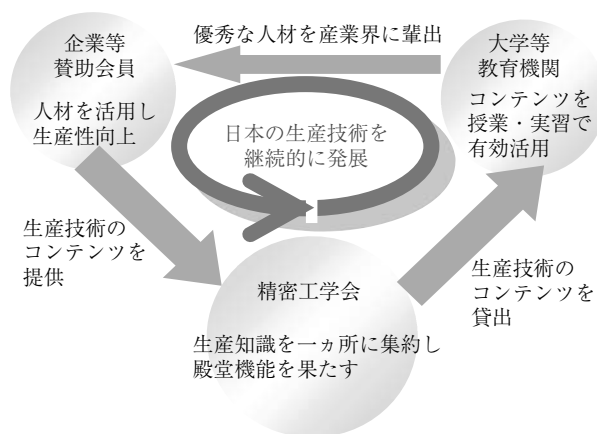 企業等
賛助会員
人材を活用し
生産性向上
優秀な人材を産業界に輩出
大学等
教育機関
コンテンツを
授業・実習で
有効活用
日本の生産技術を
継続的に発展
生産技術の
コンテンツを
提供
精密工学会
生産知識を一ヵ所に集約し
殿堂機能を果たす
生産技術の
コンテンツを
貸出